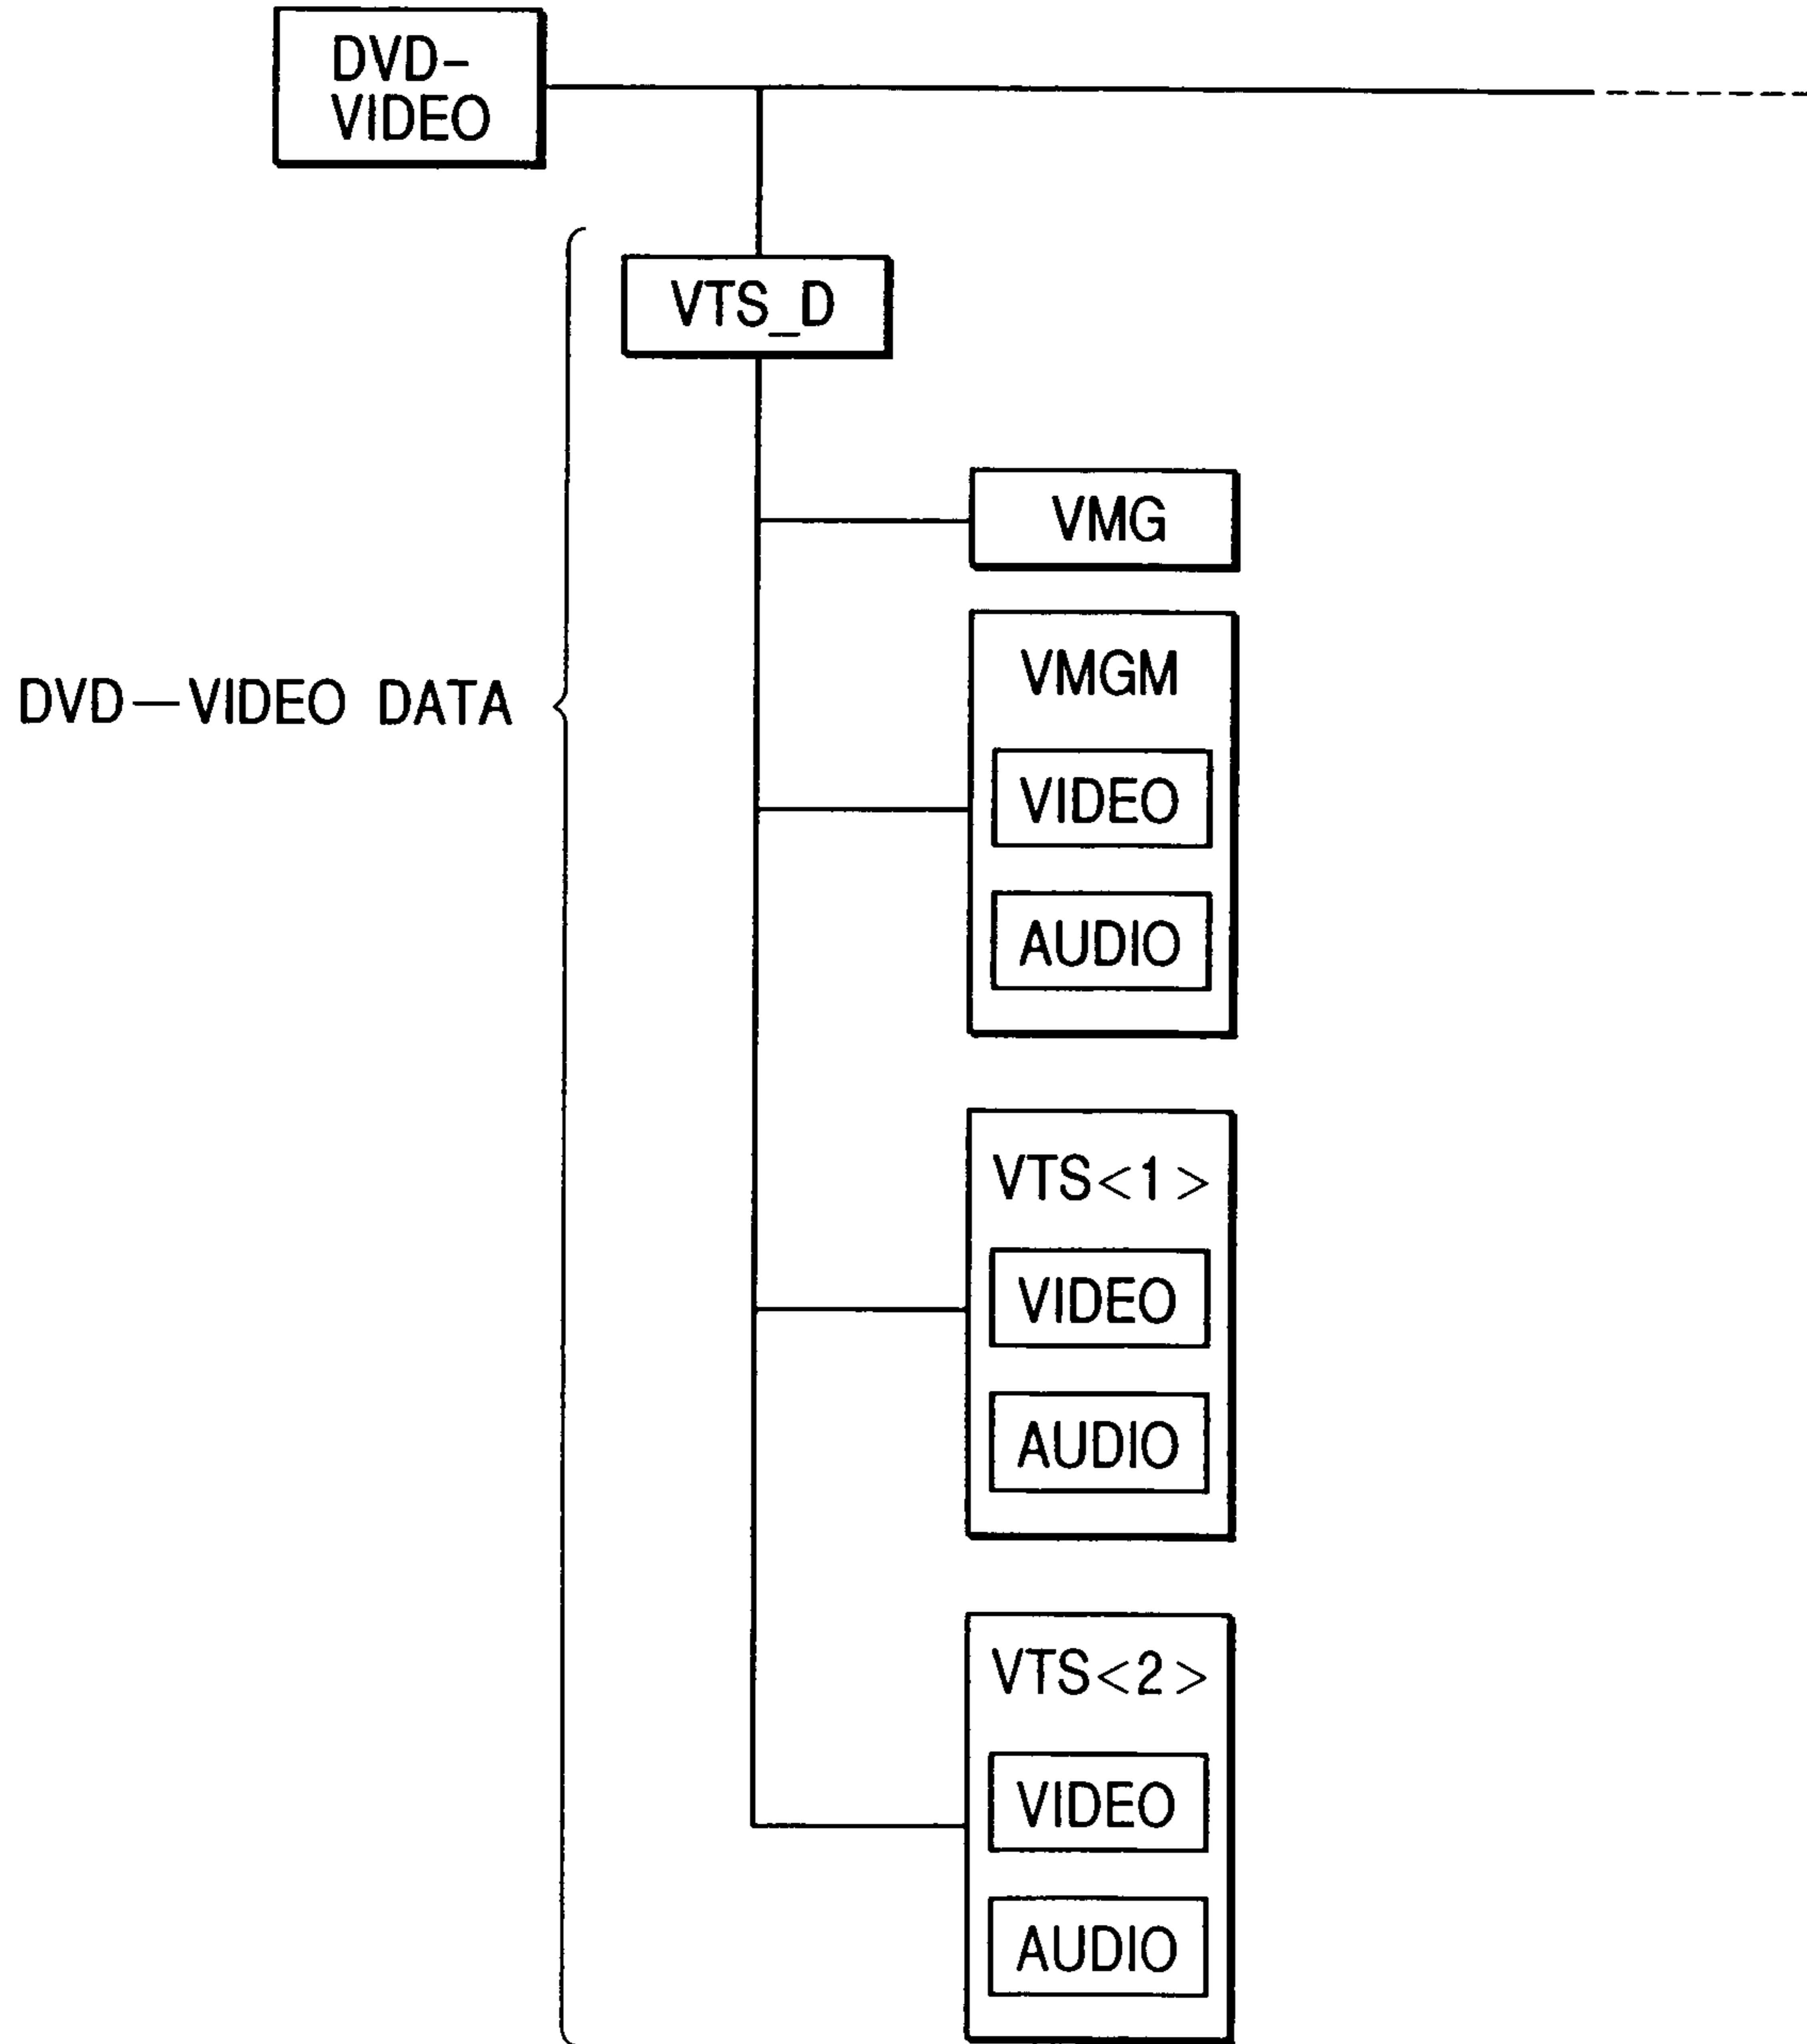 DVD-
VIDEO
VTS_D
VMG
DVD—VIDEO DATA
VMGM
VIDEO
AUDIO
VTS<1>
VIDEO
AUDIO
VTS<2>
VIDEO
AUDIO